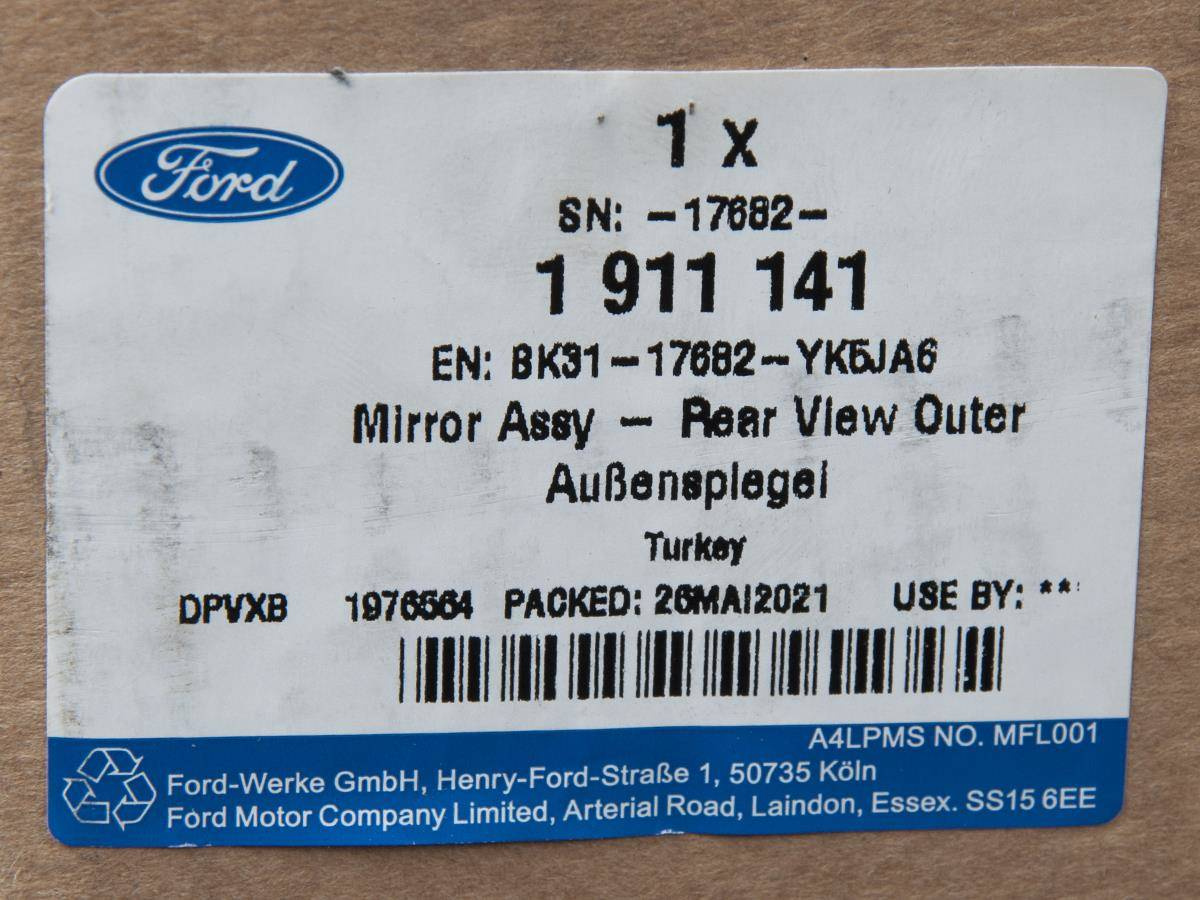 Ford
1 x
SN: -17682-
1 911 141
EN: BK31-17682-YK5JA6
Mirror Assy - Rear View Outer
Außenspiegel
Turkey
DPVXB 1976564 PACKED: 26MAI2021 USE BY: **
A4LPMS NO. MFL001
Ford-Werke GmbH, Henry-Ford-Straße 1, 50735 Köln
Ford Motor Company Limited, Arterial Road, Laindon, Essex. SS15 6EE